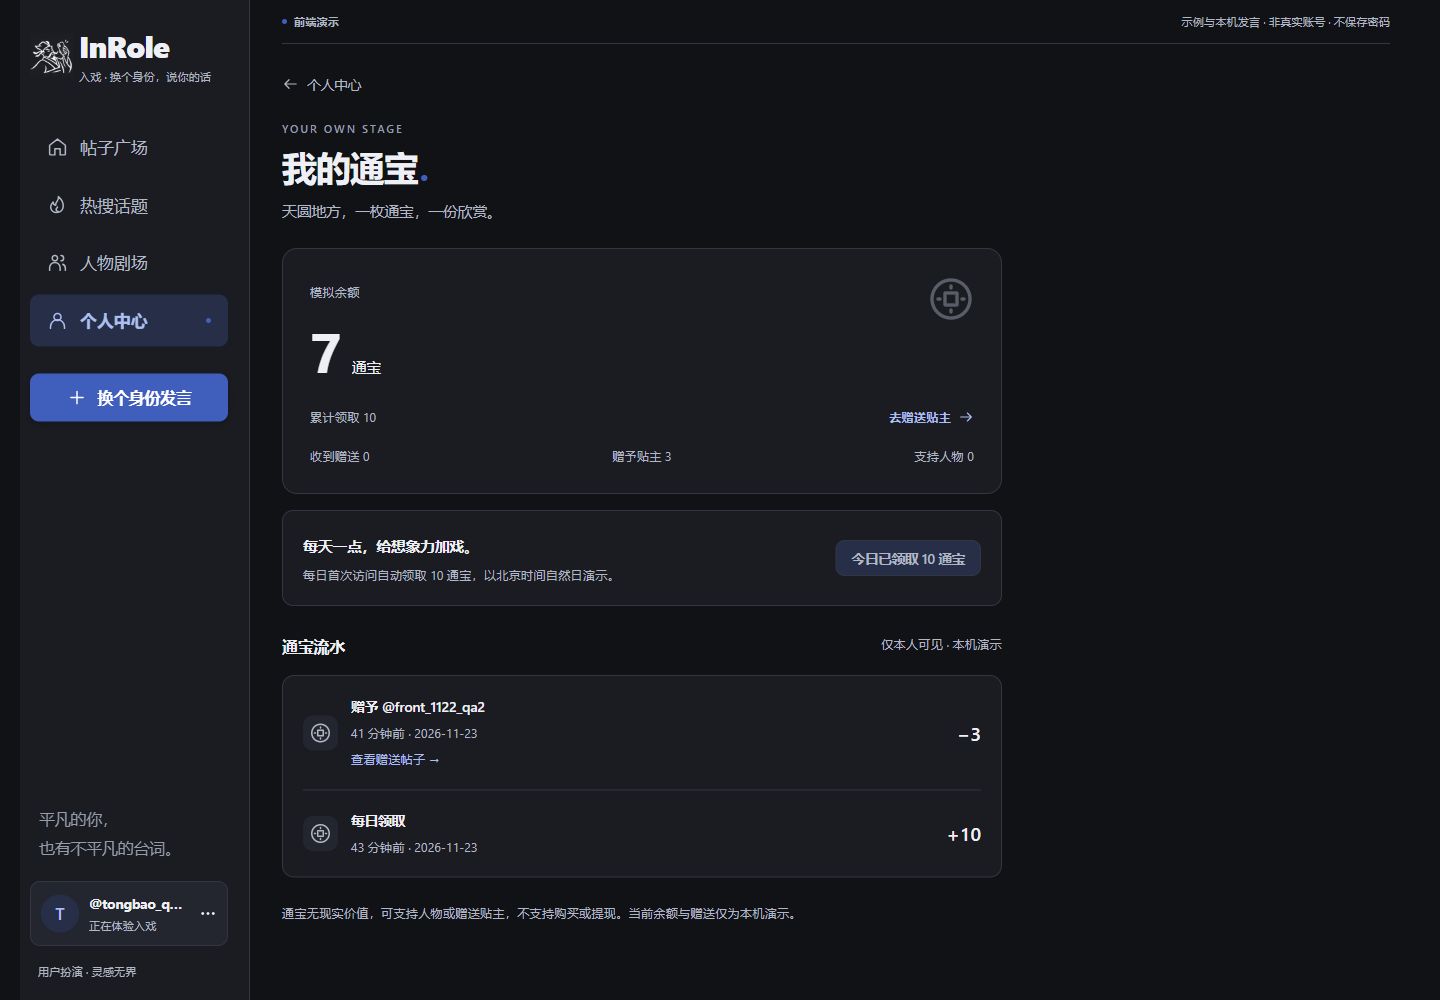 InRole
入戏 · 换个身份，说你的话
帖子广场
热搜话题
人物剧场
个人中心
换个身份发言
平凡的你，
也有不平凡的台词。
T
@tongbao_q...
正在体验入戏
用户扮演 · 灵感无界
前端演示
示例与本机发言 · 非真实账号 · 不保存密码
← 个人中心
YOUR OWN STAGE
我的通宝.
天圆地方，一枚通宝，一份欣赏。
模拟余额
7 通宝
累计领取 10
去赠送贴主 →
收到赠送 0
赠予贴主 3
支持人物 0
每天一点，给想象力加戏。
每日首次访问自动领取 10 通宝，以北京时间自然日演示。
今日已领取 10 通宝
通宝流水
仅本人可见 · 本机演示
赠予 @front_1122_qa2
41 分钟前 · 2026-11-23
查看赠送帖子 →
−3
每日领取
43 分钟前 · 2026-11-23
+10
通宝无现实价值，可支持人物或赠送贴主，不支持购买或提现。当前余额与赠送仅为本机演示。